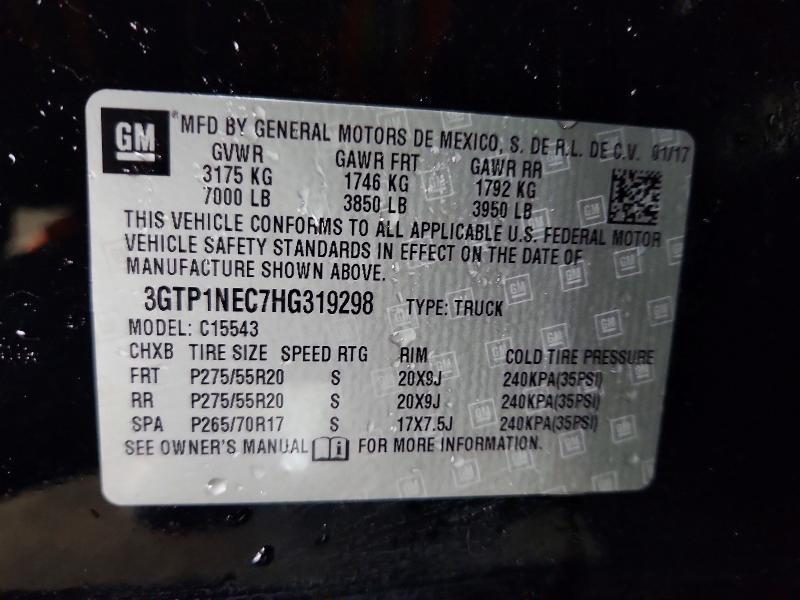 GM
MFD BY GENERAL MOTORS DE MEXICO, S. DE R.L. DE C.V. 01/17
GVWR GAWR FRT GAWR RR
3175 KG 1746 KG 1792 KG
7000 LB 3850 LB 3950 LB
THIS VEHICLE CONFORMS TO ALL APPLICABLE U.S. FEDERAL MOTOR
VEHICLE SAFETY STANDARDS IN EFFECT ON THE DATE OF
MANUFACTURE SHOWN ABOVE.
3GTP1NEC7HG319298 TYPE: TRUCK
MODEL: C15543
CHXB TIRE SIZE SPEED RTG RIM COLD TIRE PRESSURE
FRT P275/55R20 S 20X9J 240KPA(35PSI)
RR P275/55R20 S 20X9J 240KPA(35PSI)
SPA P265/70R17 S 17X7.5J 240KPA(35PSI)
SEE OWNER'S MANUAL FOR MORE INFORMATION.